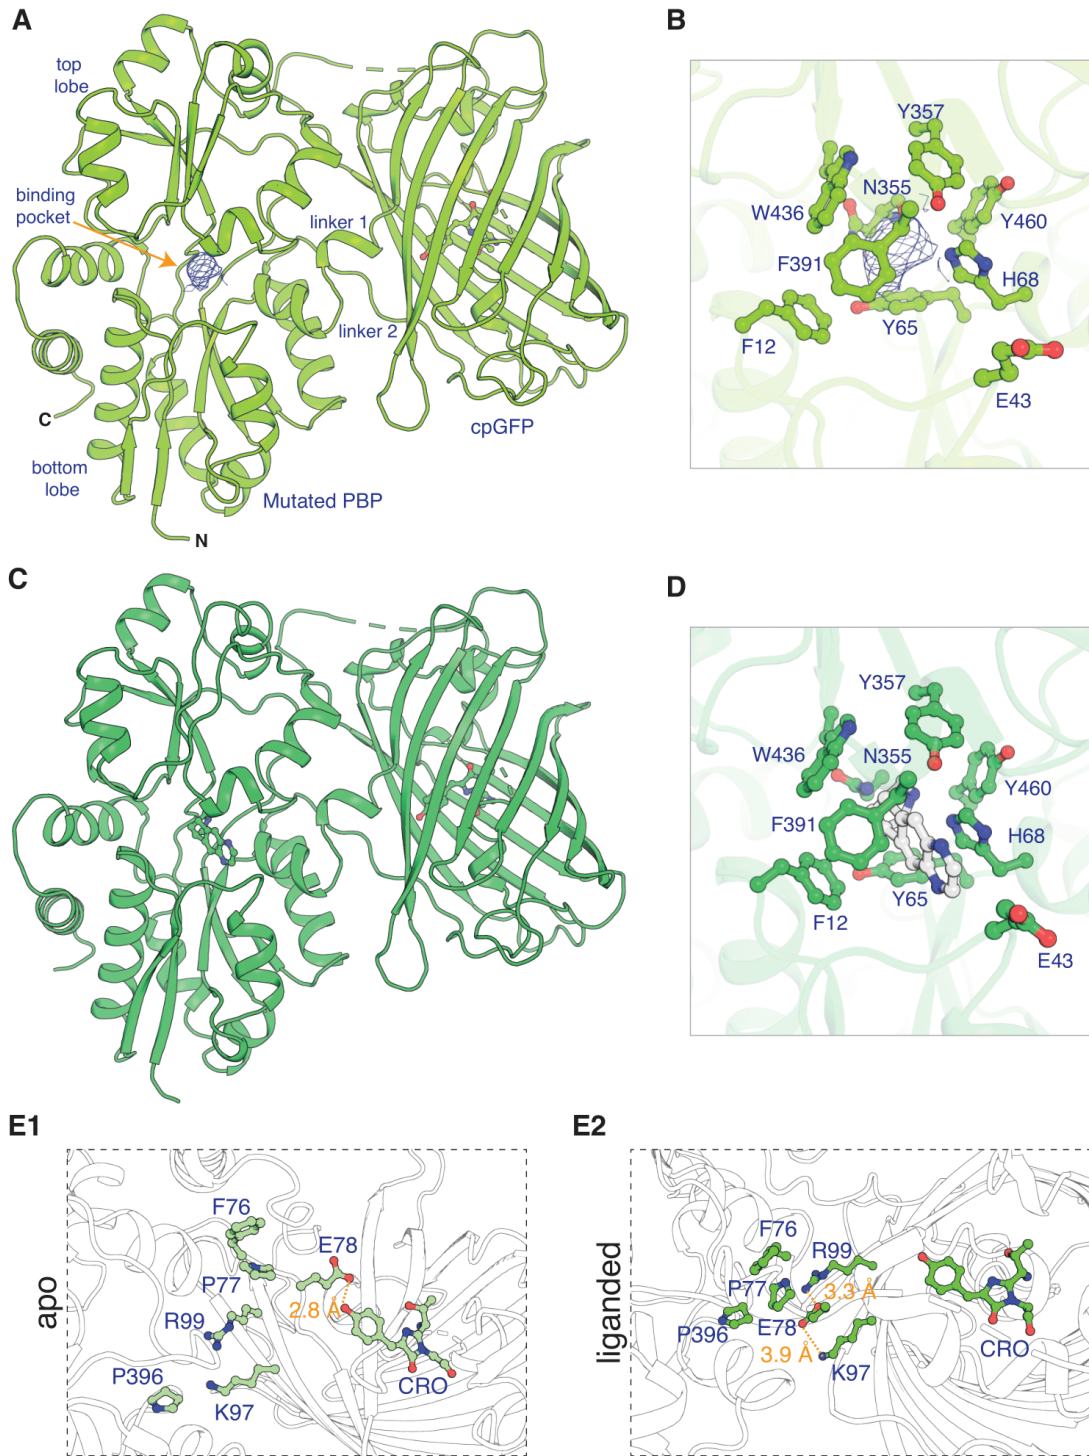 A
top
lobe
binding
pocket
linker 1
linker 2
C
cpGFP
bottom
lobe
Mutated PBP
N
B
Y357
N355
W436
Y460
F391
H68
Y65
F12
E43
C
D
Y357
W436
N355
Y460
F391
H68
Y65
F12
E43
E1
apo
F76
E78
P77
2.8 Å
R99
P396
K97
CRO
E2
liganded
F76
R99
P77
3.3 Å
P396
E78
3.9 Å
K97
CRO